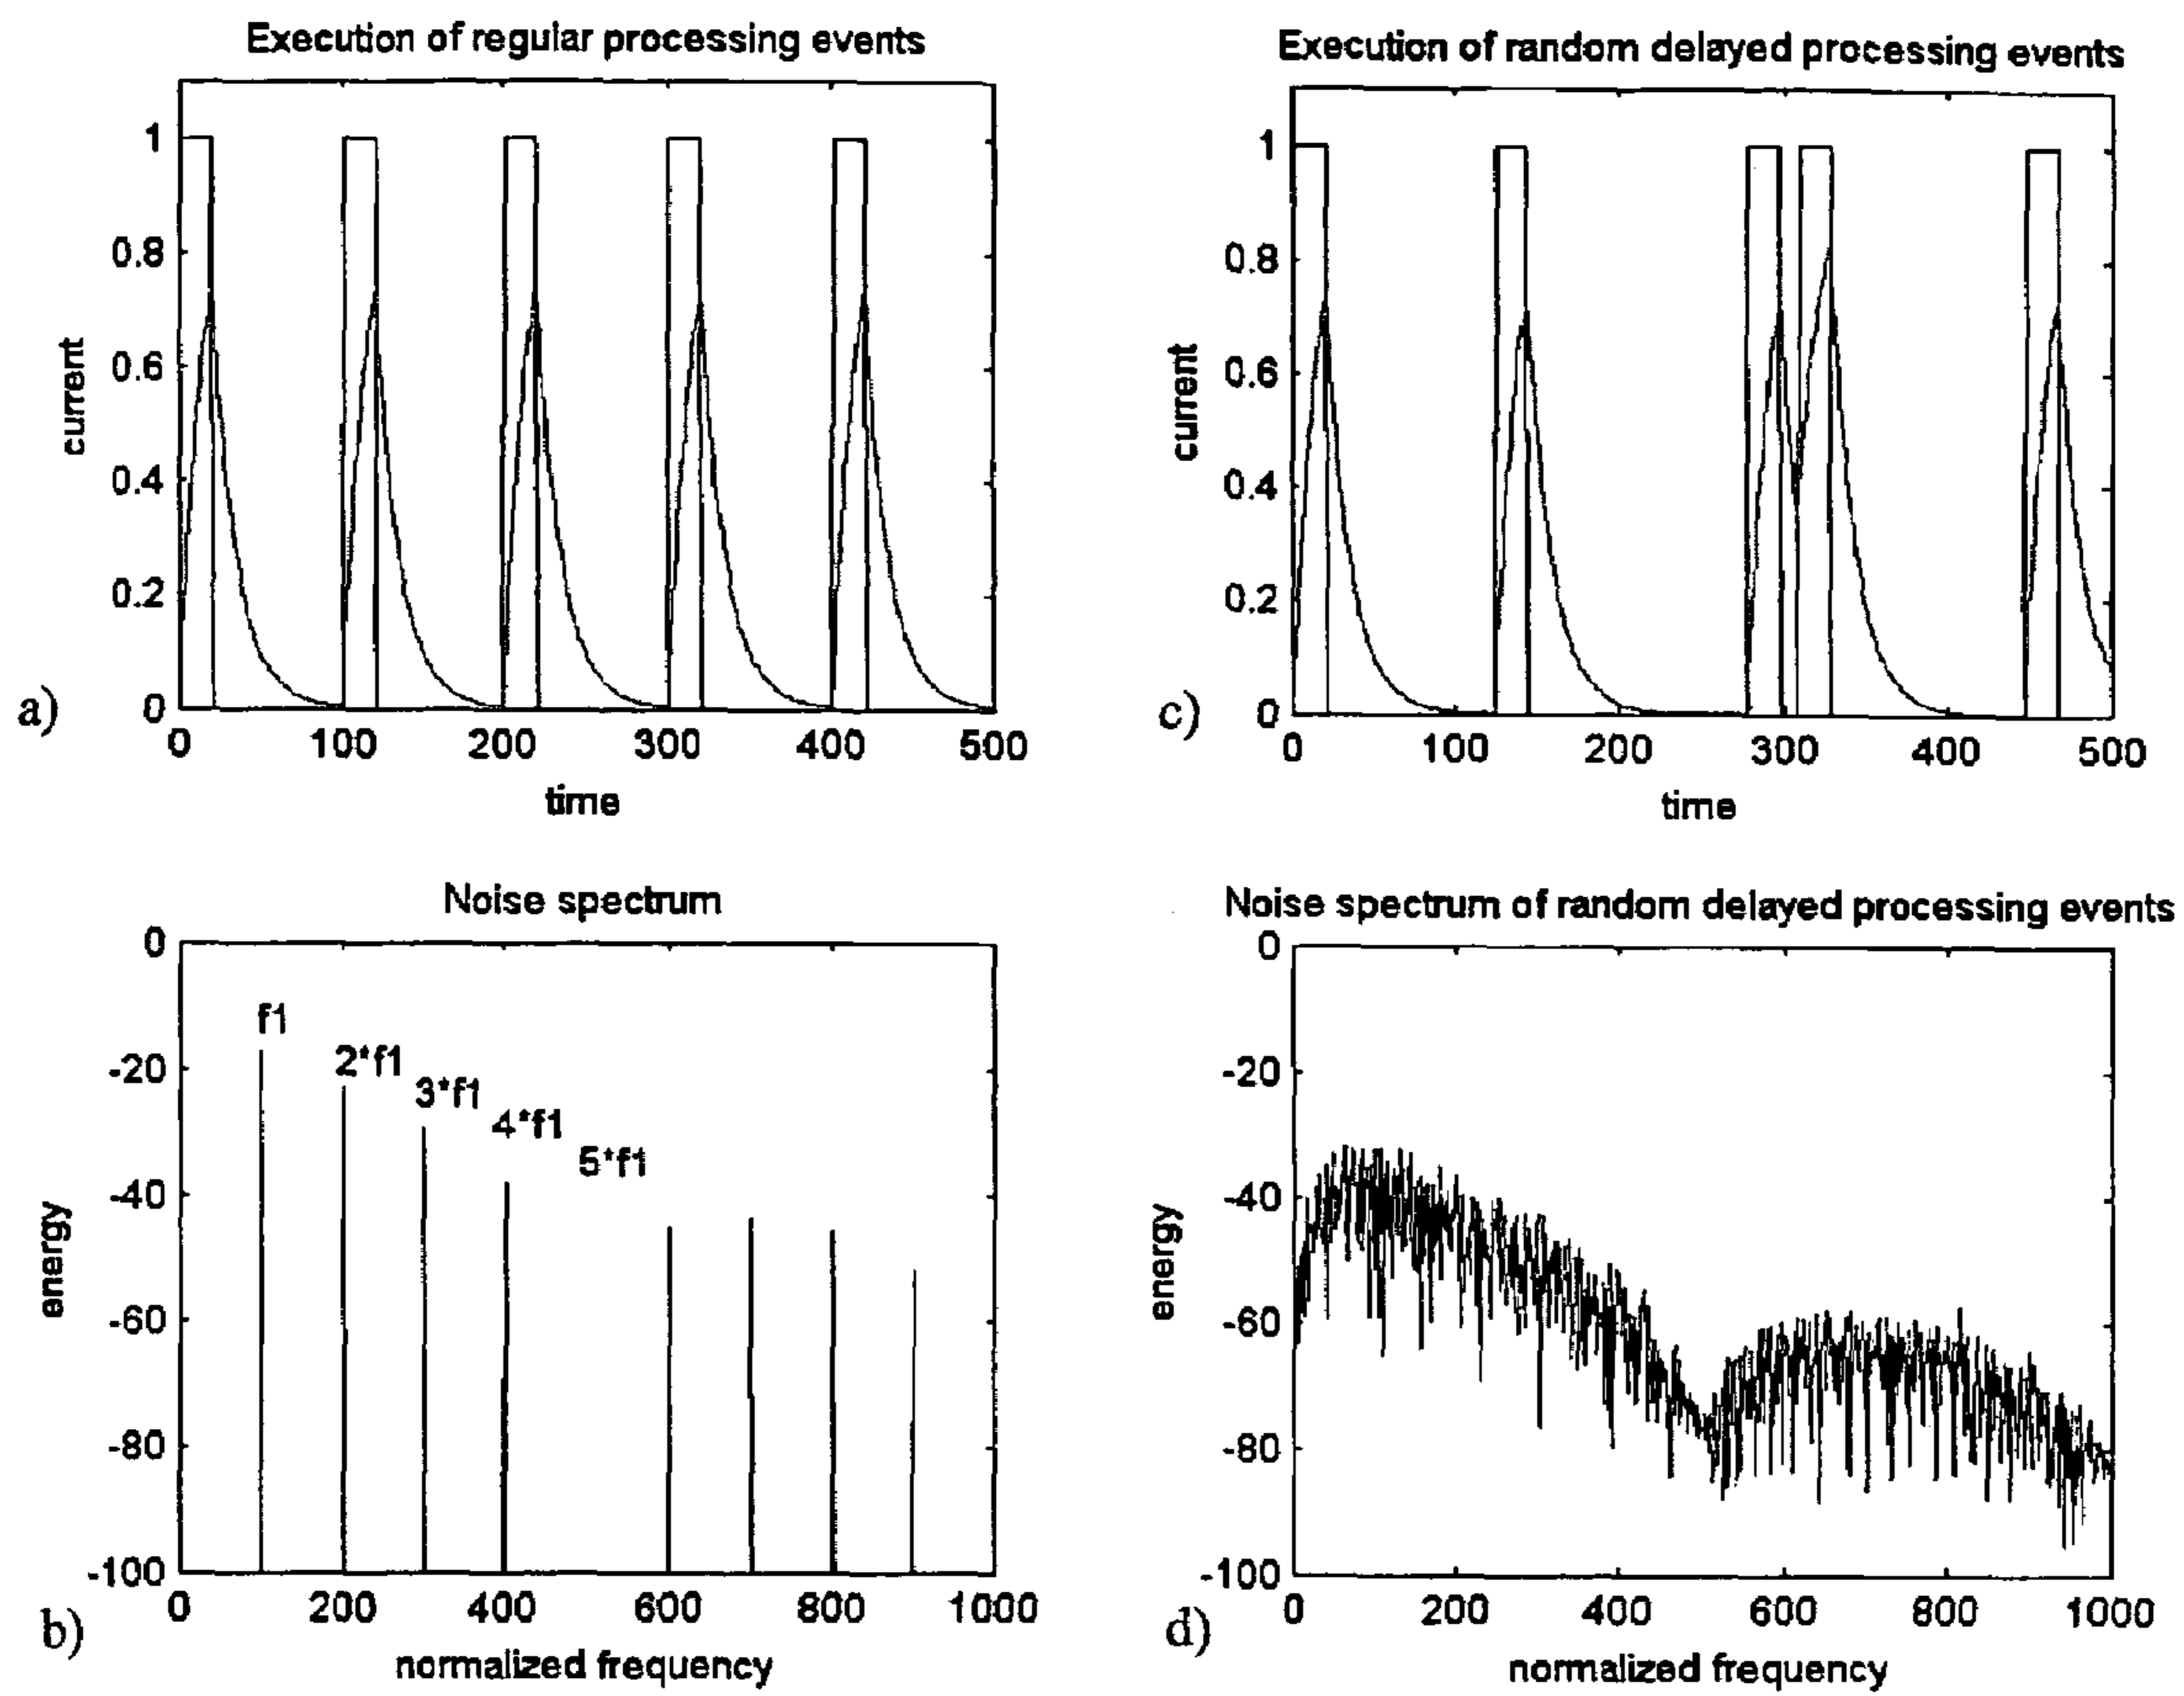 Execution of regular processing events
1
0.8
0.6
0.4
0.2
0
current
0 100 200 300 400 500
time
a)
Execution of random delayed processing events
1
0.8
0.6
0.4
0.2
0
current
0 100 200 300 400 500
time
c)
Noise spectrum
0
-20
-40
-60
-80
-100
energy
f1
2*f1
3*f1
4*f1
5*f1
0 200 400 600 800 1000
normalized frequency
b)
Noise spectrum of random delayed processing events
0
-20
-40
-60
-80
-100
energy
0 200 400 600 800 1000
normalized frequency
d)